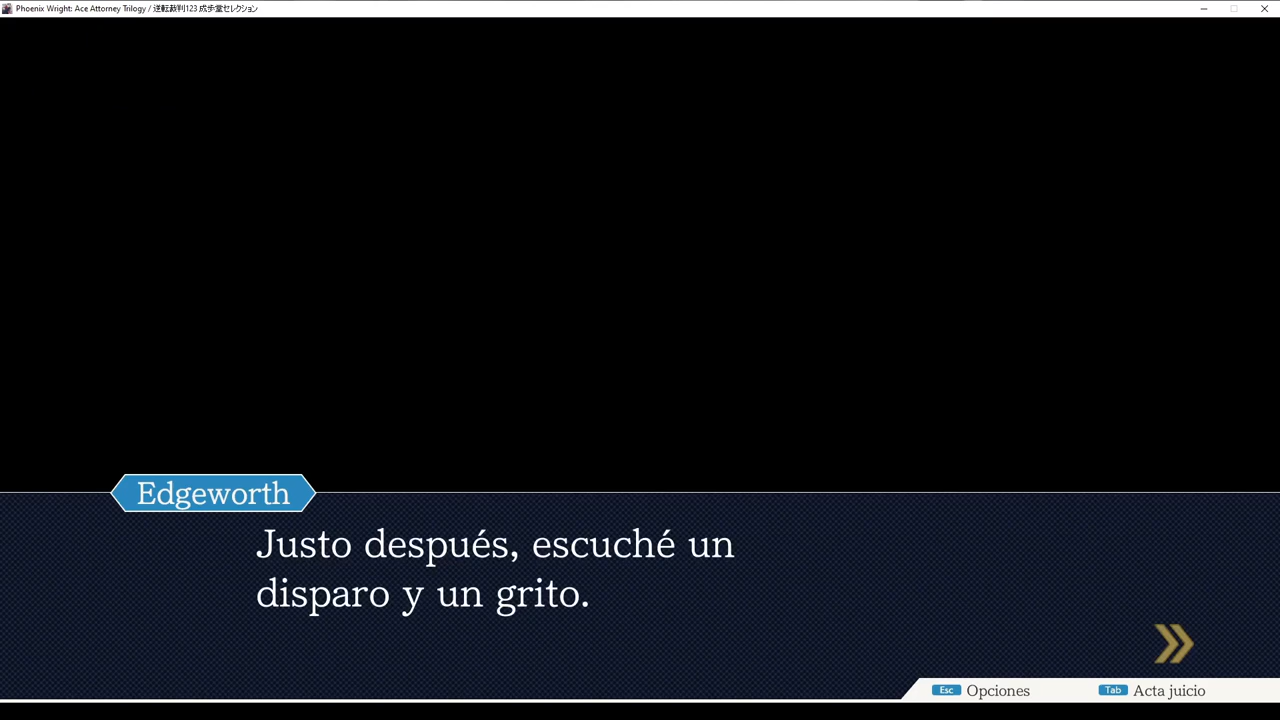 Phoenix Wright: Ace Attorney Trilogy / 逆転裁判123 成歩堂セレクション
Edgeworth
Justo después, escuché un
disparo y un grito.
Esc Opciones Tab Acta juicio